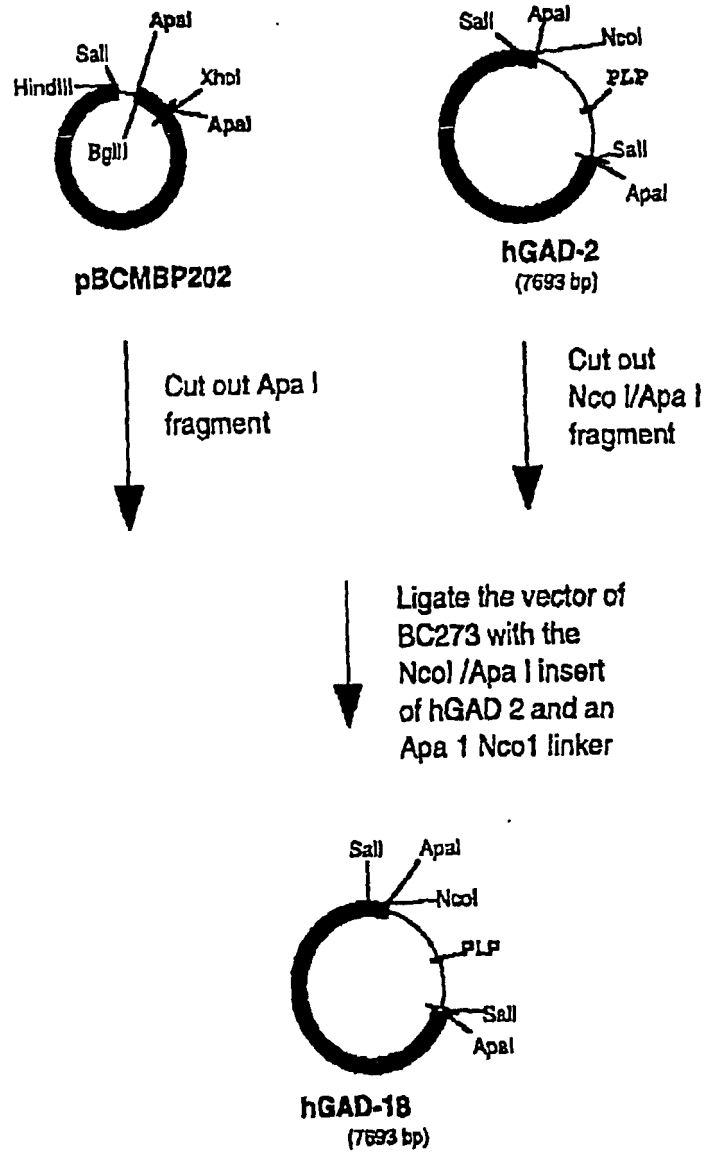 ApaI
SalI
HindIII
XhoI
ApaI
BglII
pBCMBP202
SalI
ApaI
NcoI
PLP
SalI
ApaI
hGAD-2
(7693 bp)
Cut out Apa I
fragment
Cut out
Nco I/Apa I
fragment
Ligate the vector of
BC273 with the
NcoI /Apa I insert
of hGAD 2 and an
Apa 1 Nco1 linker
SalI
ApaI
NcoI
PLP
SalI
ApaI
hGAD-18
(7693 bp)